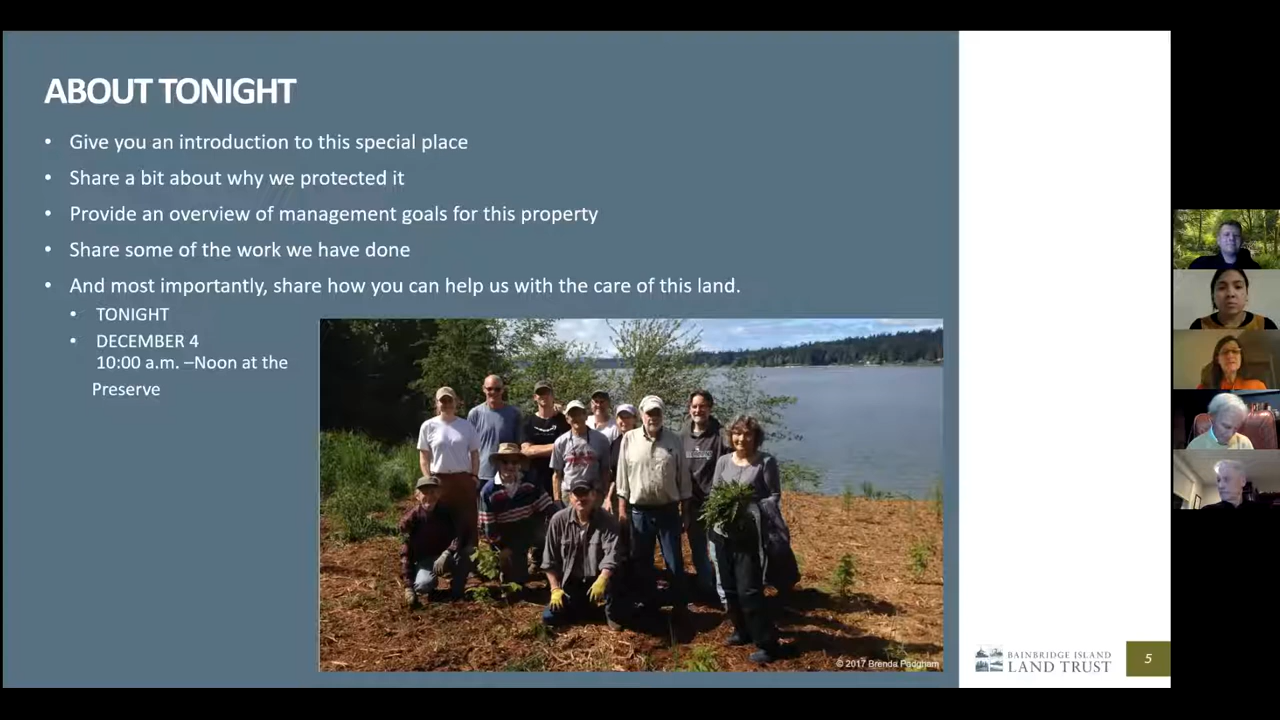 ABOUT TONIGHT
• Give you an introduction to this special place
• Share a bit about why we protected it
• Provide an overview of management goals for this property
• Share some of the work we have done
• And most importantly, share how you can help us with the care of this land.
• TONIGHT
• DECEMBER 4
10:00 a.m. –Noon at the
Preserve
© 2017 Brenda Padgham
BAINBRIDGE ISLAND
LAND TRUST
5